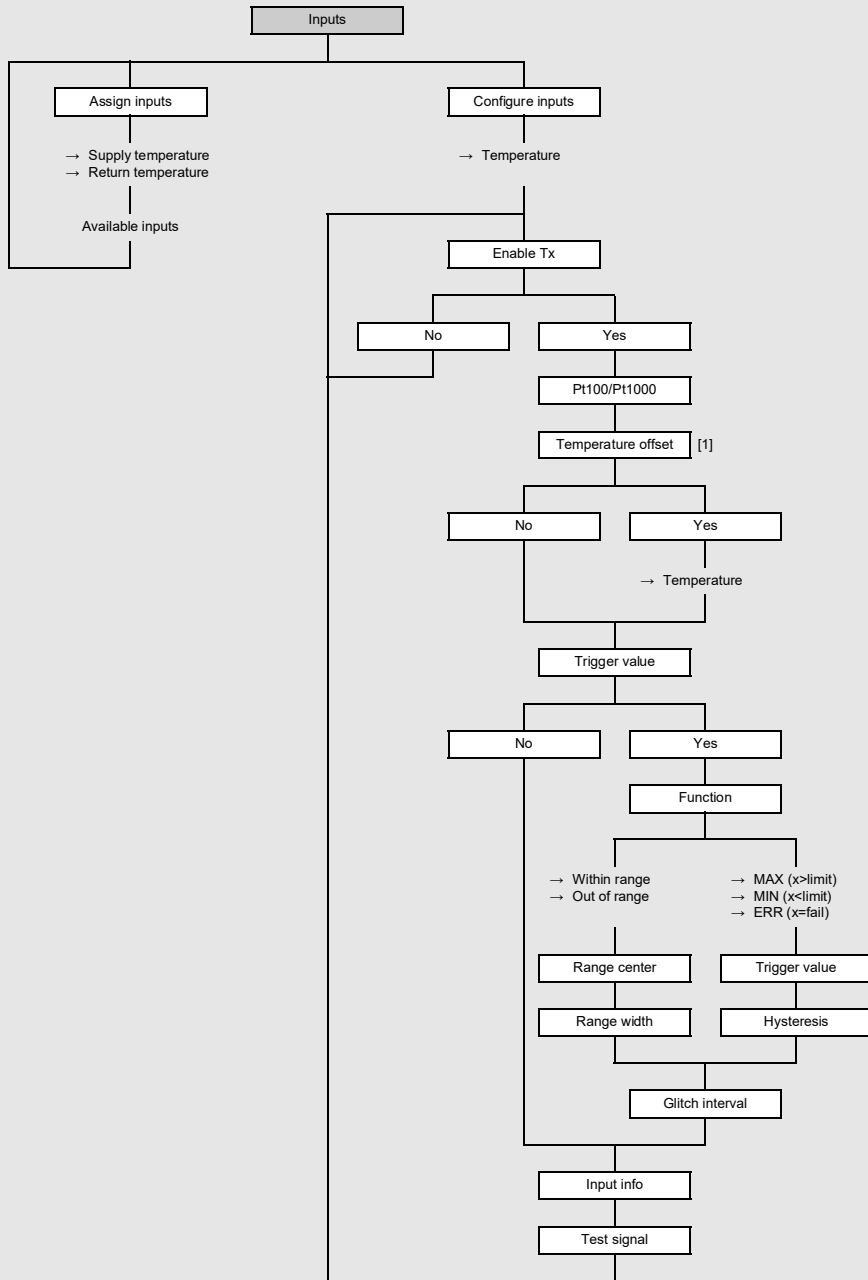 Inputs
Assign inputs
Configure inputs
→ Supply temperature
→ Return temperature
→ Temperature
Available inputs
Enable Tx
No
Yes
Pt100/Pt1000
Temperature offset [1]
No
Yes
→ Temperature
Trigger value
No
Yes
Function
→ Within range
→ Out of range
→ MAX (x>limit)
→ MIN (x<limit)
→ ERR (x=fail)
Range center
Trigger value
Range width
Hysteresis
Glitch interval
Input info
Test signal